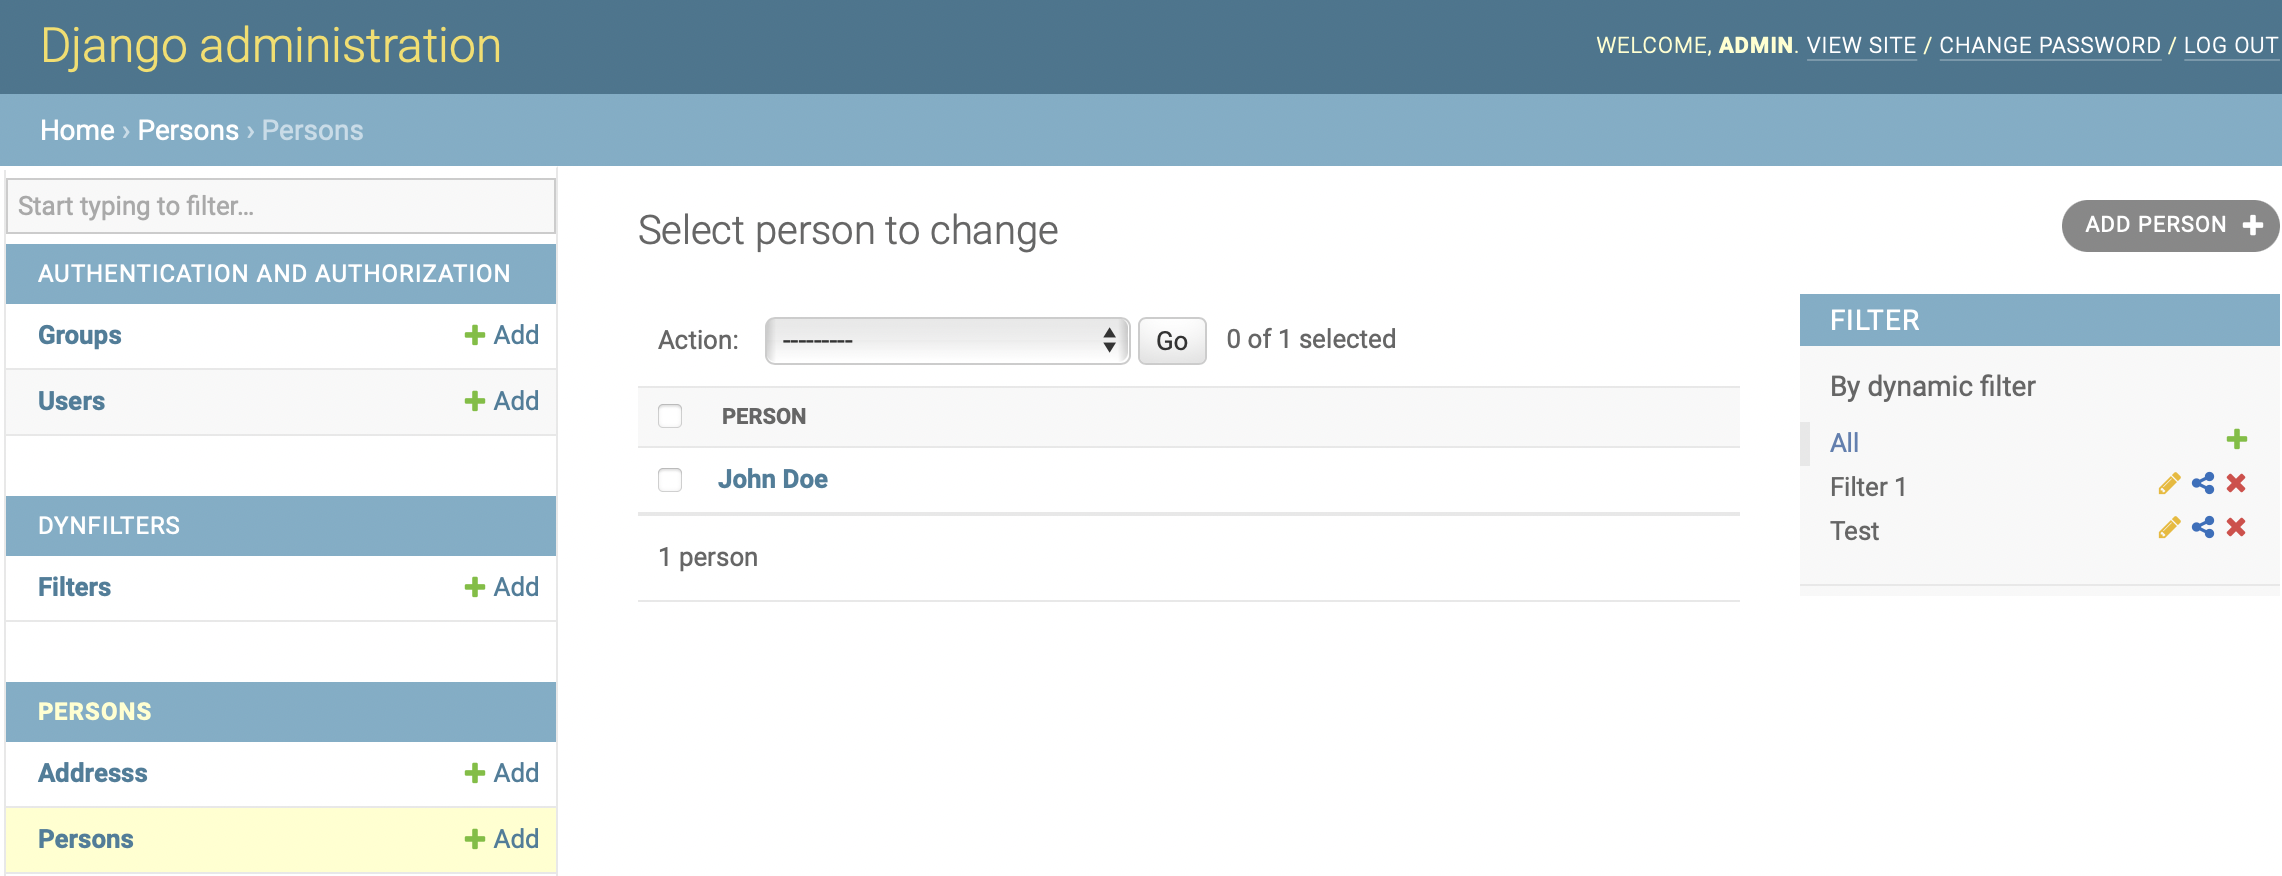 Django administration
WELCOME, ADMIN. VIEW SITE / CHANGE PASSWORD / LOG OUT
Home › Persons › Persons
Start typing to filter...
AUTHENTICATION AND AUTHORIZATION
Groups + Add
Users + Add
DYNFILTERS
Filters + Add
PERSONS
Addresss + Add
Persons + Add
Select person to change
ADD PERSON +
Action: --------- Go 0 of 1 selected
PERSON
John Doe
1 person
FILTER
By dynamic filter
All
Filter 1
Test